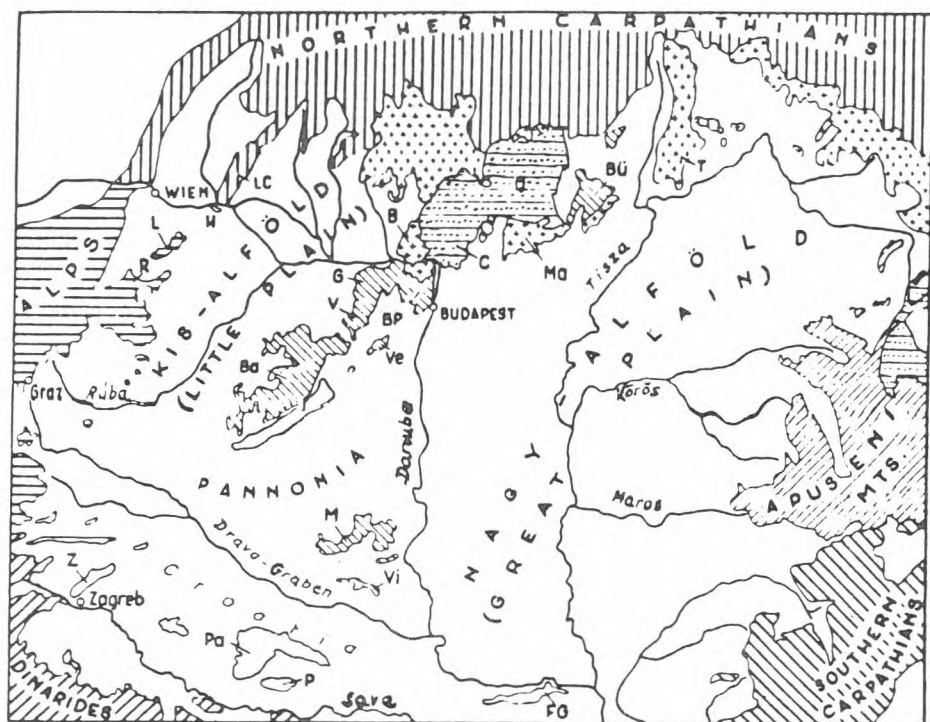 NORTHERN CARPATHIANS
WIEN
LC
H
L
R
ALPS
KIS-ALFÖLD
(LITTLE PLAIN)
B
C
Ma
BÜ
T
Tisza
G
V
BP
BUDAPEST
Ve
Ba
Graz
Rába
NAGY-ALFÖLD
(GREAT PLAIN)
Körös
PANNONIA
Danube
Maros
APUSENI MTS.
M
Vi
Drava-Graben
Z
Zagreb
Pa
P
Sava
FG
DINARIDES
SOUTHERN CARPATHIANS